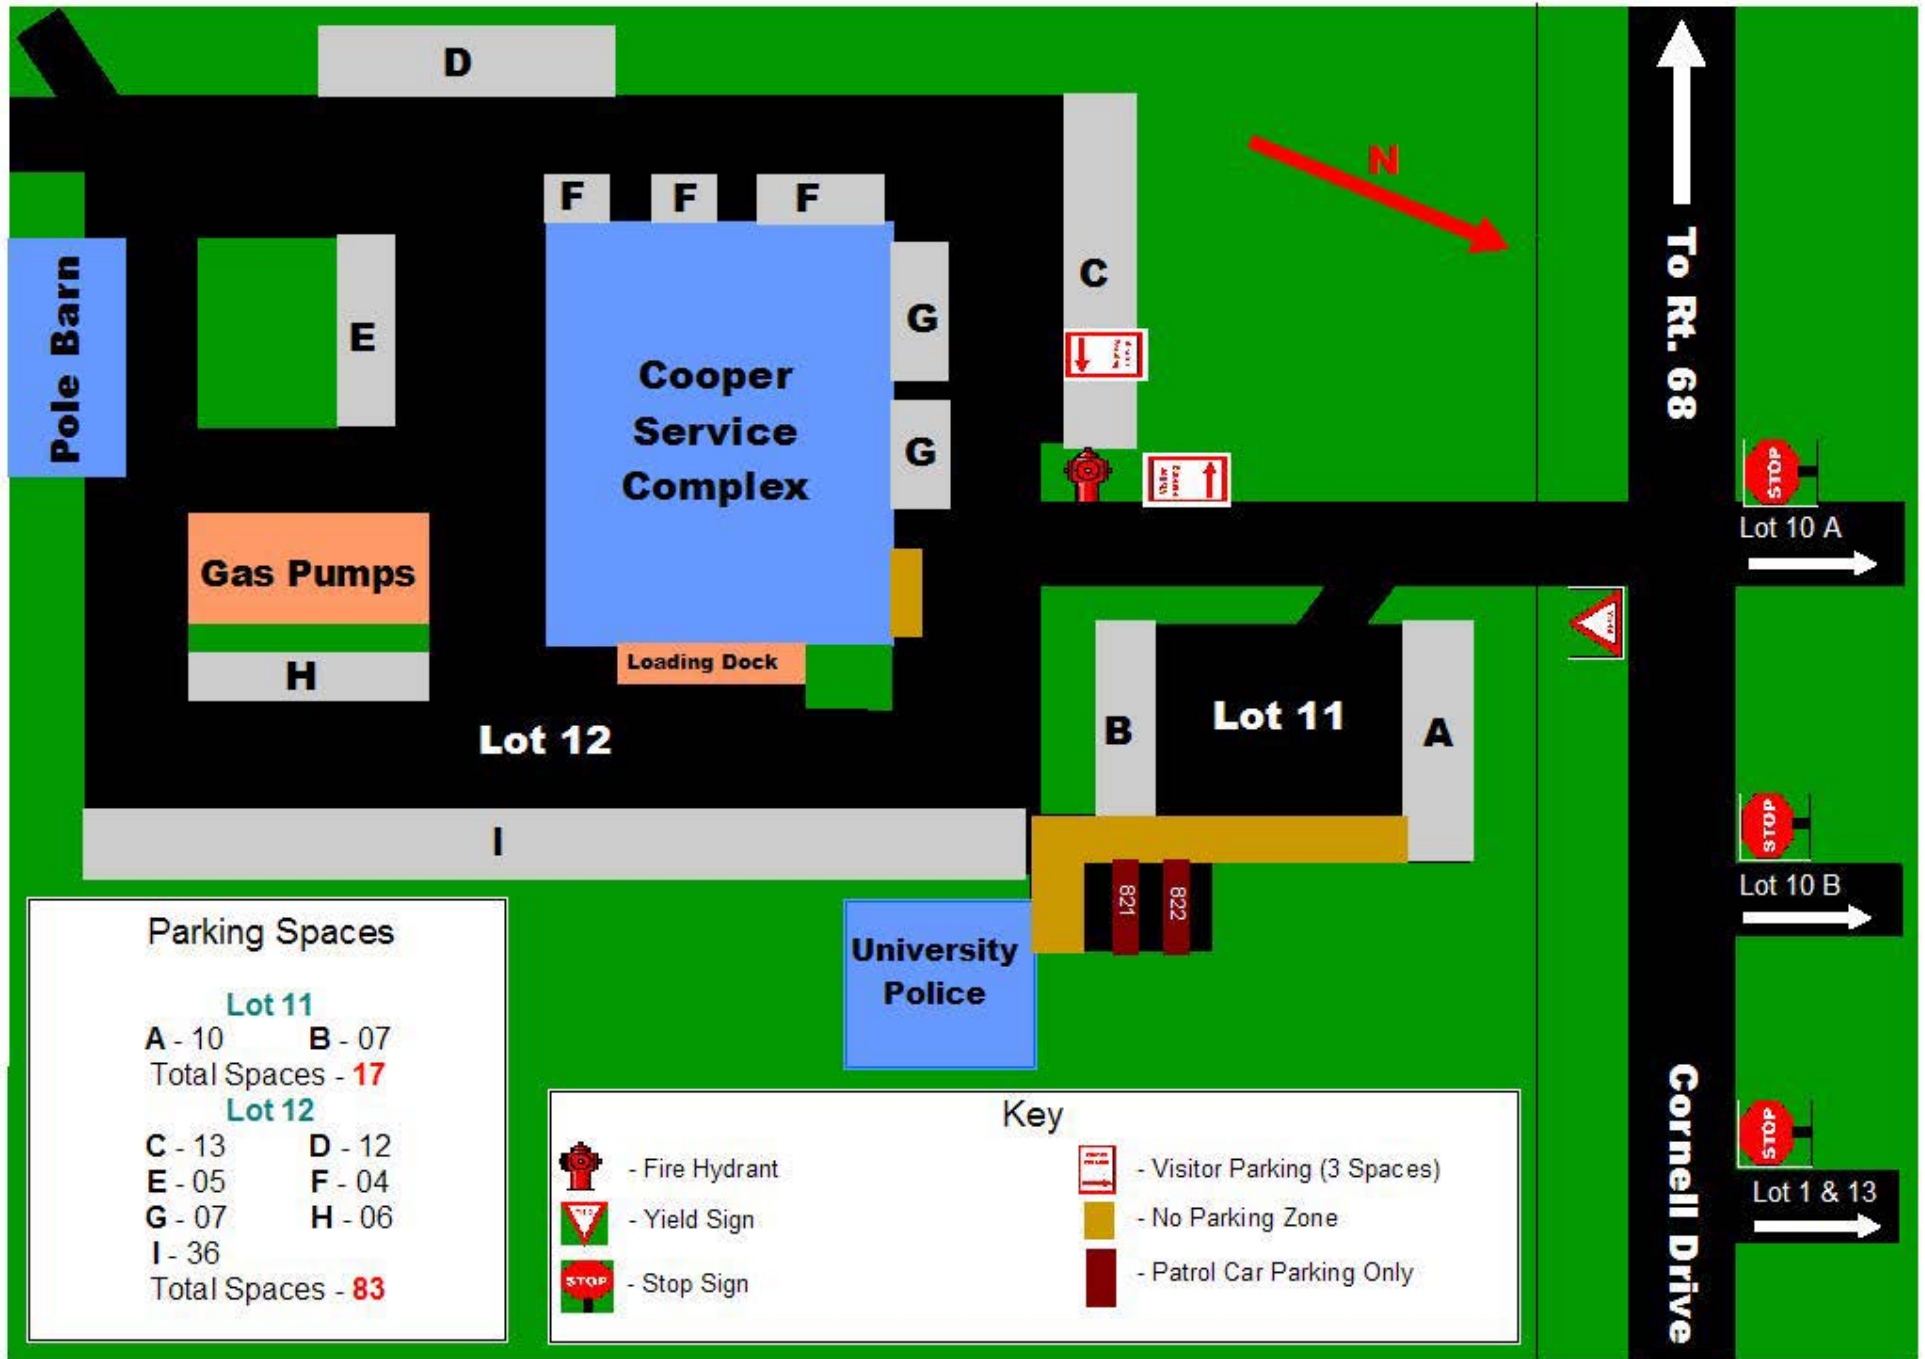 D
N
F
F
F
To Rt. 68
Pole Barn
E
G
C
Cooper
Service
Complex
G
STOP
Visitor
Parking
Lot 10 A
Gas Pumps
Loading Dock
H
B
Lot 11
A
Lot 12
STOP
I
821
822
Lot 10 B
University
Police
Cornell Drive
STOP
Lot 1 & 13
Parking Spaces
Lot 11
A - 10 B - 07
Total Spaces - 17
Lot 12
C - 13 D - 12
E - 05 F - 04
G - 07 H - 06
I - 36
Total Spaces - 83
Key
- Fire Hydrant
- Yield Sign
STOP
- Stop Sign
- Visitor Parking (3 Spaces)
- No Parking Zone
- Patrol Car Parking Only